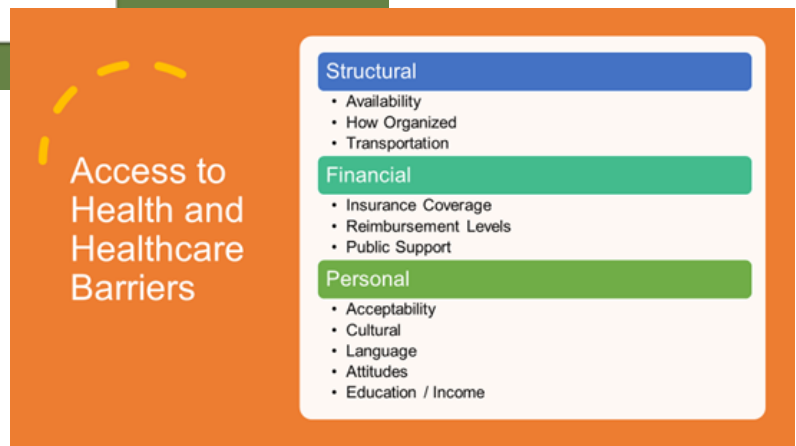 Access to
Health and
Healthcare
Barriers
Structural
• Availability
• How Organized
• Transportation
Financial
• Insurance Coverage
• Reimbursement Levels
• Public Support
Personal
• Acceptability
• Cultural
• Language
• Attitudes
• Education / Income